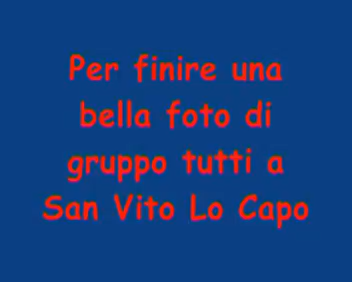 Per finire una
bella foto di
gruppo tutti a
San Vito Lo Capo